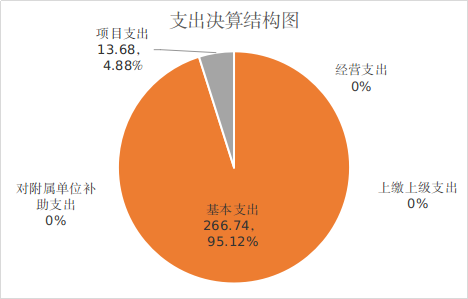 支出决算结构图
项目支出
13.68,
4.88%
经营支出
0%
对附属单位补
助支出
0%
上缴上级支出
0%
基本支出
266.74,
95.12%